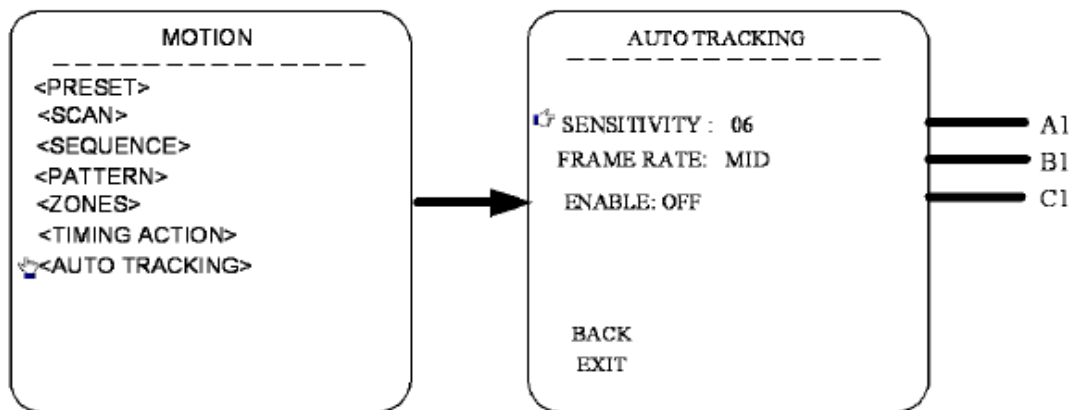 MOTION
<PRESET>
<SCAN>
<SEQUENCE>
<PATTERN>
<ZONES>
<TIMING ACTION>
<AUTO TRACKING>
AUTO TRACKING
SENSITIVITY : 06
FRAME RATE: MID
ENABLE: OFF
BACK
EXIT
A1
B1
C1